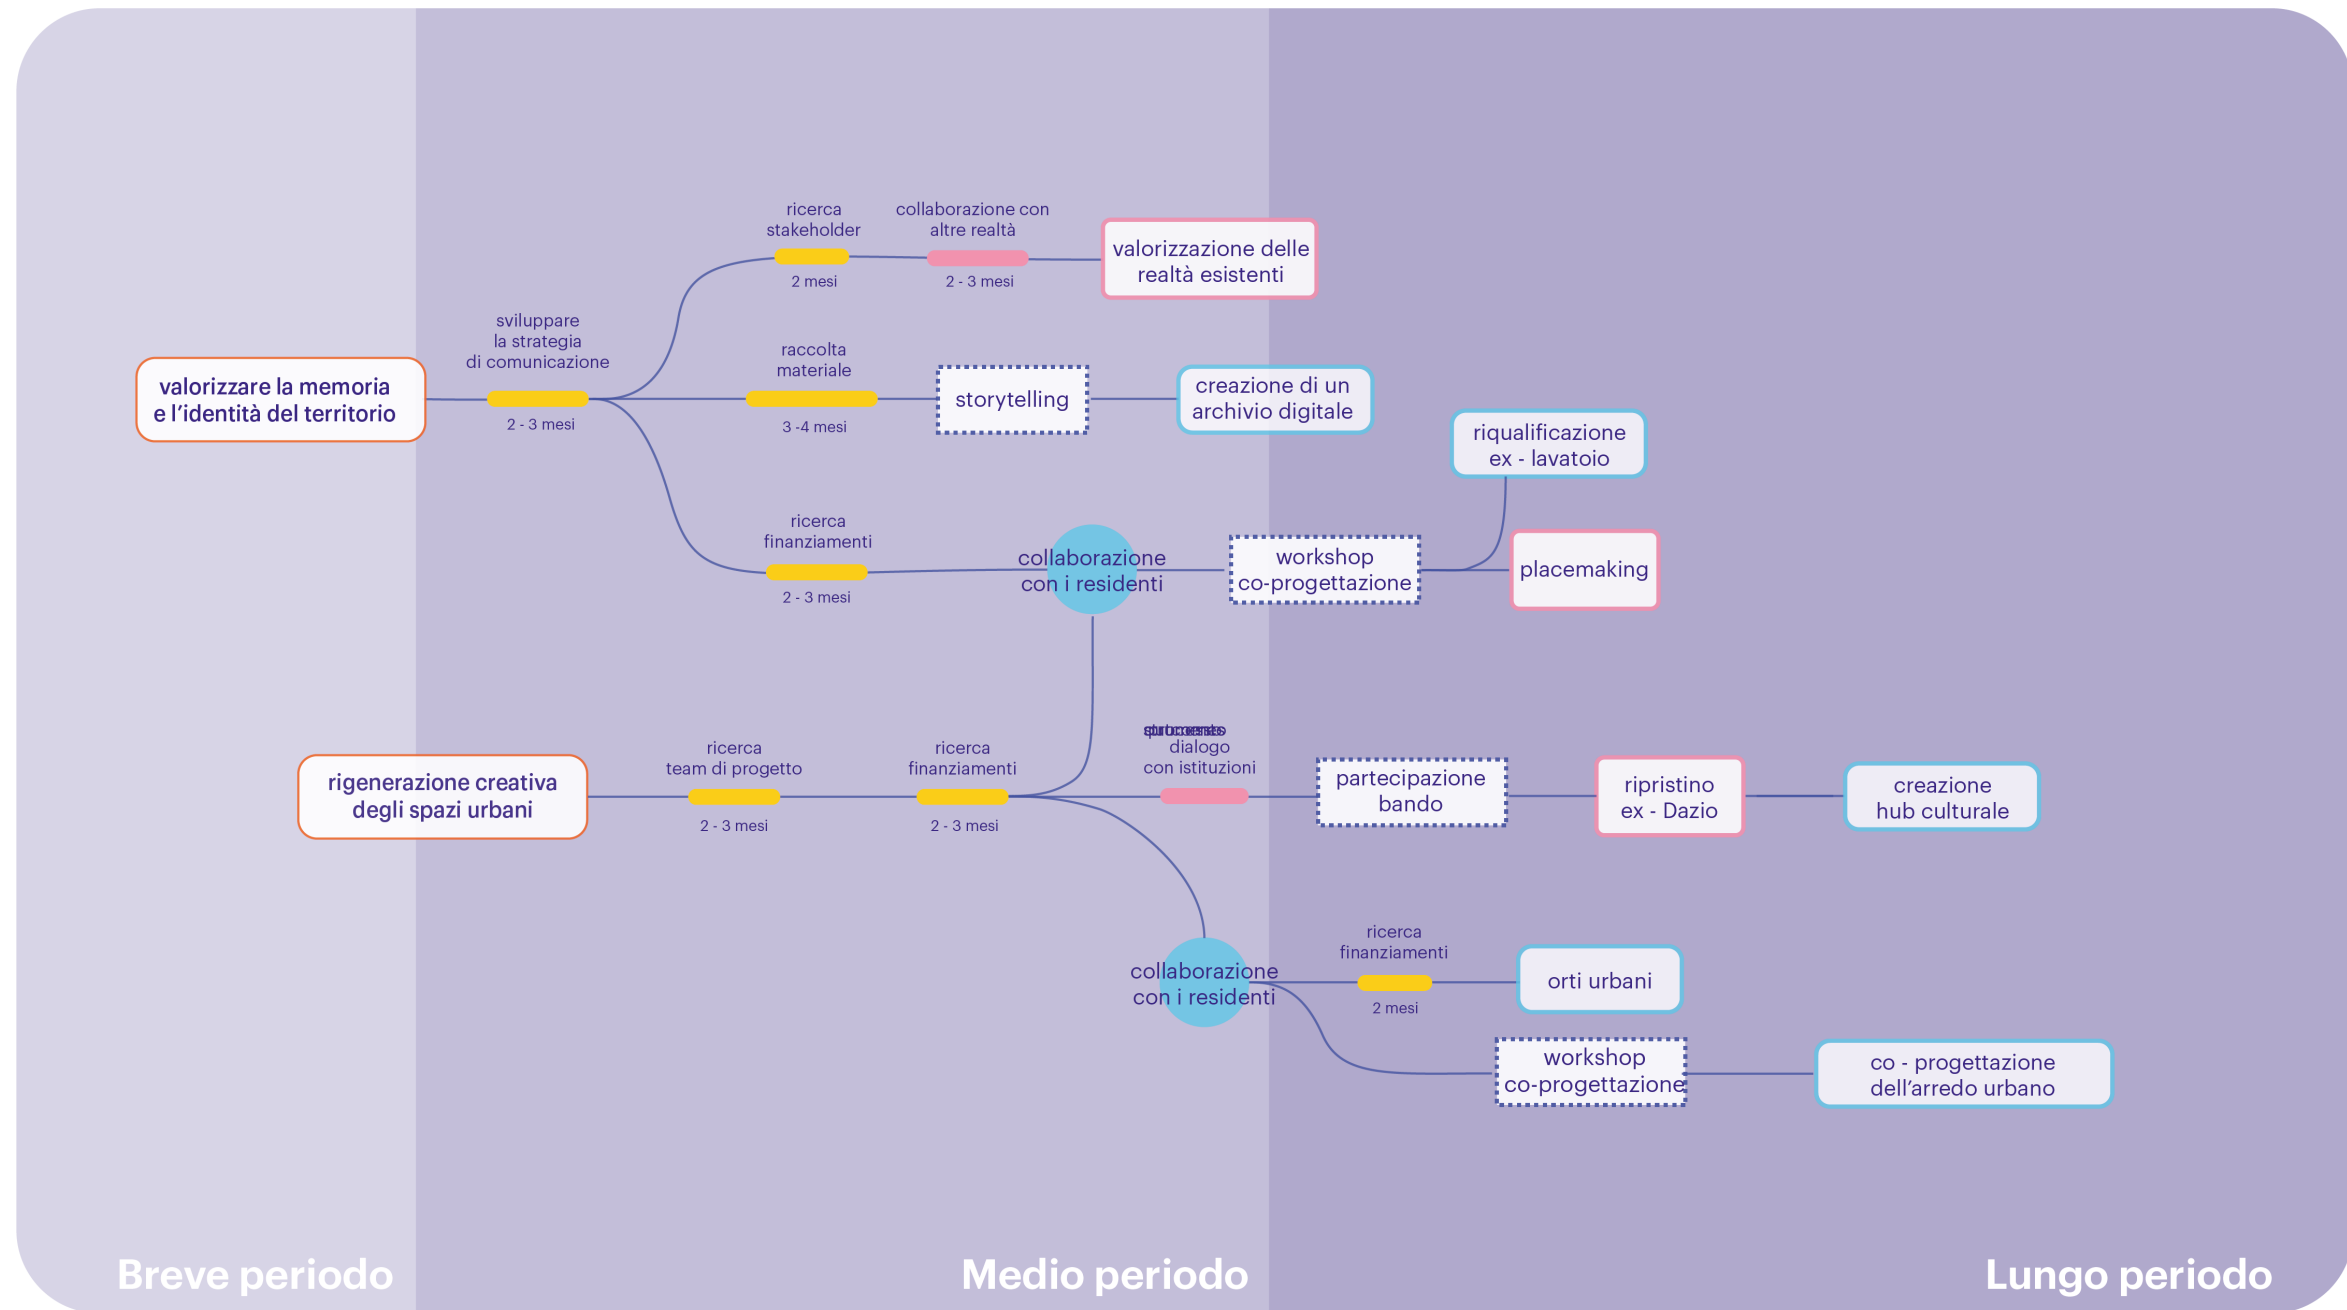 ricerca
stakeholder
2 mesi
collaborazione con
altre realtà
2 - 3 mesi
valorizzazione delle
realtà esistenti
valorizzare la memoria
e l'identità del territorio
sviluppare
la strategia
di comunicazione
2 - 3 mesi
raccolta
materiale
3 -4 mesi
storytelling
creazione di un
archivio digitale
riqualificazione
ex - lavatoio
ricerca
finanziamenti
2 - 3 mesi
collaborazione
con i residenti
workshop
co-progettazione
placemaking
rigenerazione creativa
degli spazi urbani
ricerca
team di progetto
2 - 3 mesi
ricerca
finanziamenti
2 - 3 mesi
dialogo
con istituzioni
partecipazione
bando
ripristino
ex - Dazio
creazione
hub culturale
collaborazione
con i residenti
ricerca
finanziamenti
2 mesi
orti urbani
workshop
co-progettazione
co - progettazione
dell'arredo urbano
Breve periodo
Medio periodo
Lungo periodo